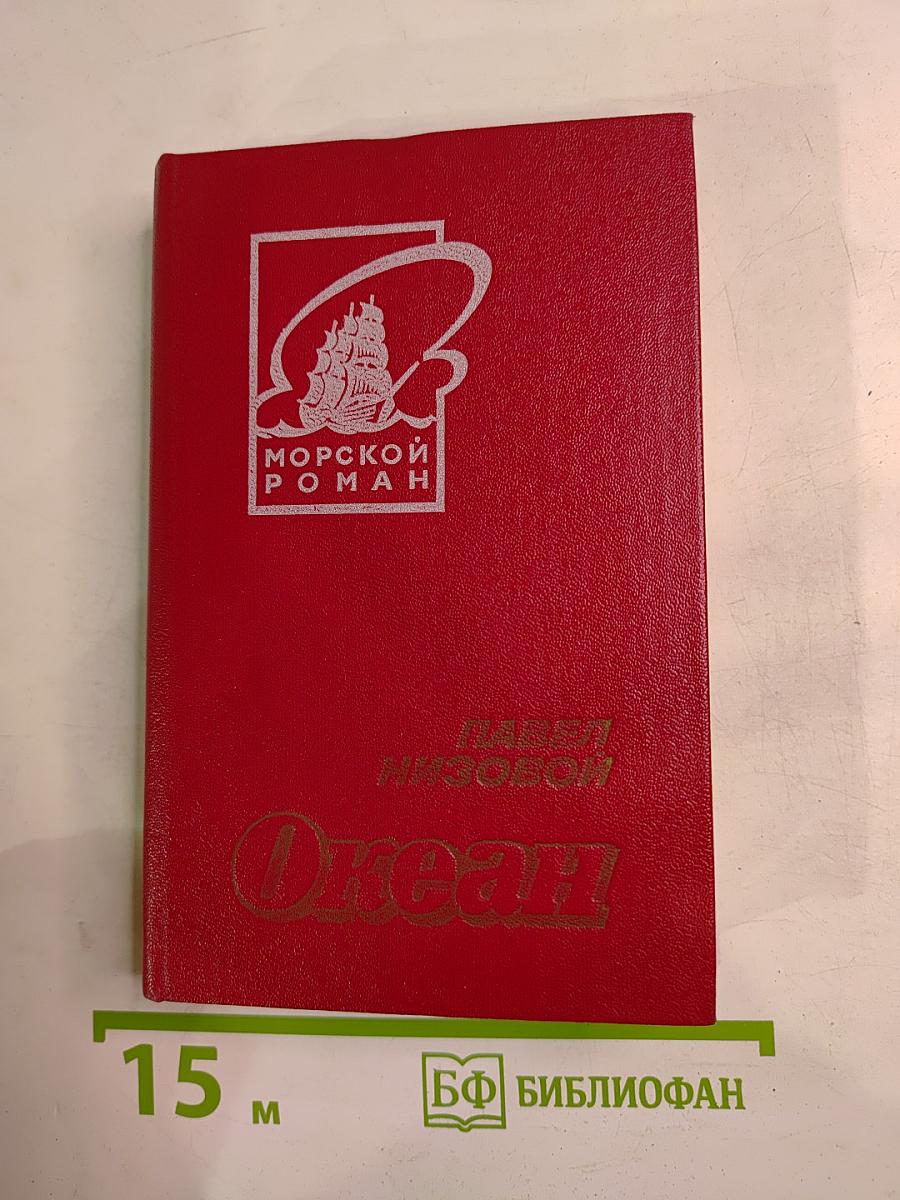 МОРСКОЙ
РОМАН
ПАВЕЛ
НИЗОВОЙ
Океан
15 м
БФ БИБЛИОФАН